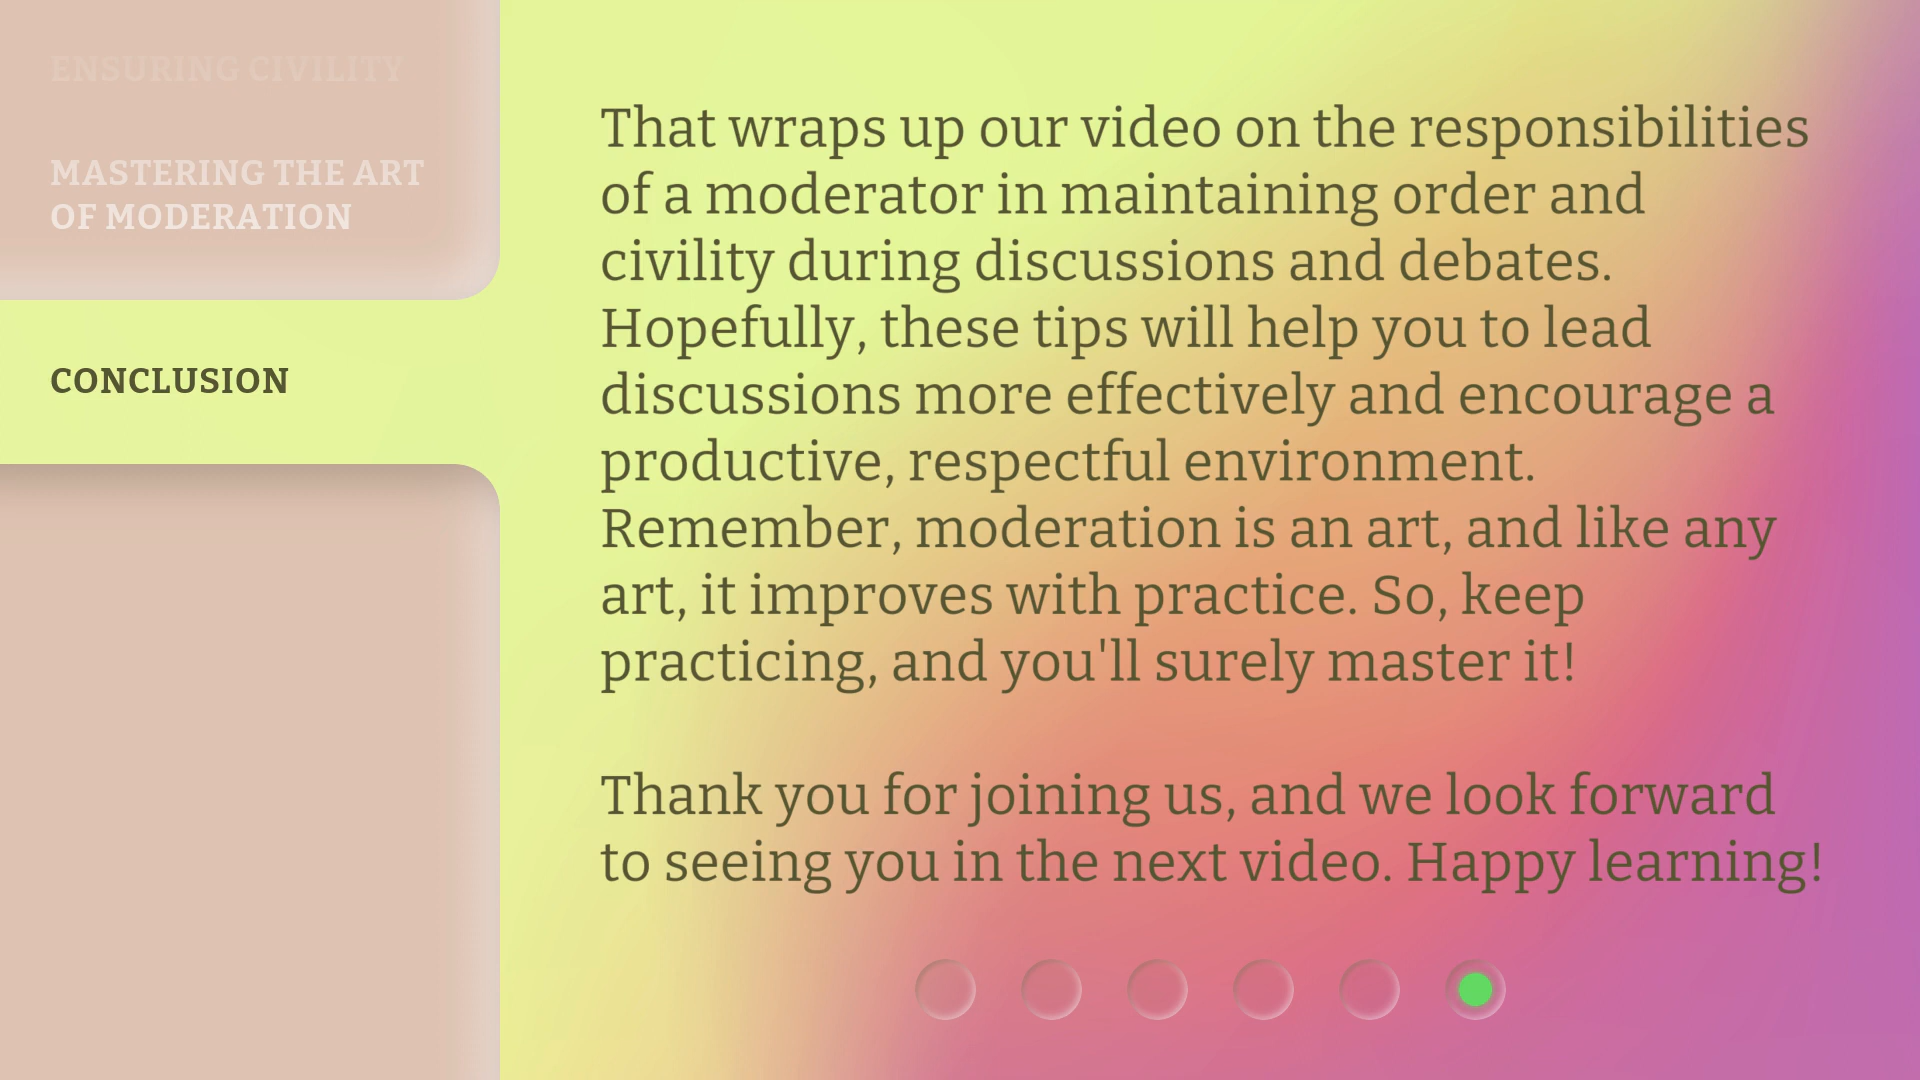 ENSURING CIVILITY
MASTERING THE ART
OF MODERATION
CONCLUSION
That wraps up our video on the responsibilities
of a moderator in maintaining order and
civility during discussions and debates.
Hopefully, these tips will help you to lead
discussions more effectively and encourage a
productive, respectful environment.
Remember, moderation is an art, and like any
art, it improves with practice. So, keep
practicing, and you'll surely master it!
Thank you for joining us, and we look forward
to seeing you in the next video. Happy learning!